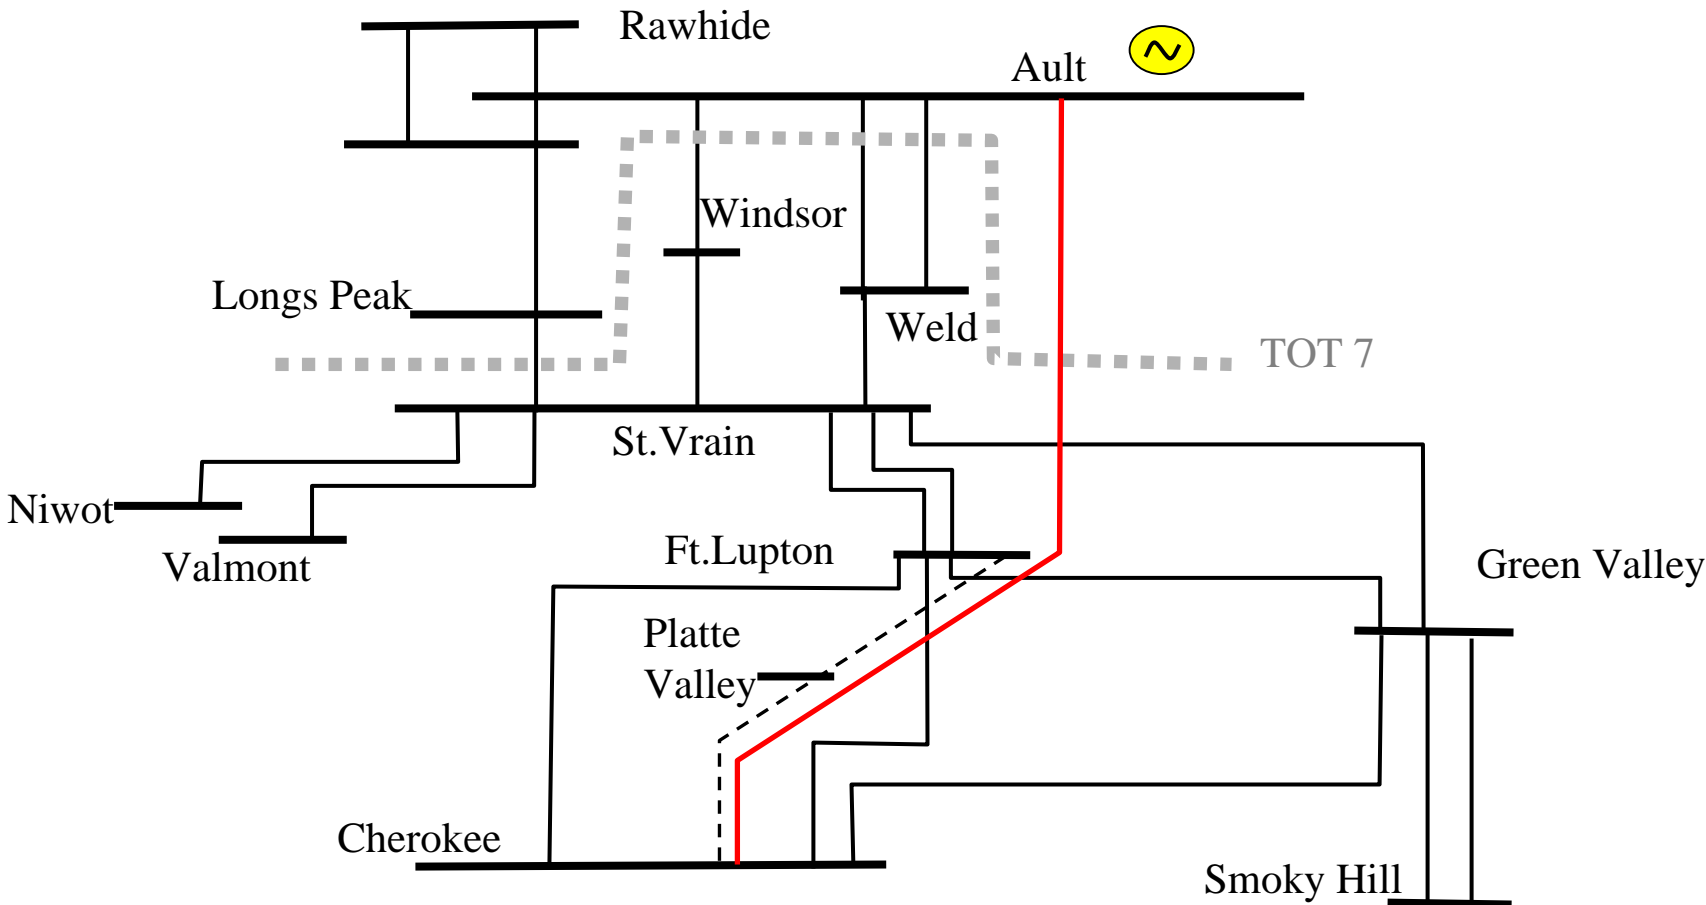 Rawhide
Ault
Windsor
Longs Peak
Weld
TOT 7
St.Vrain
Niwot
Valmont
Ft.Lupton
Green Valley
Platte
Valley
Cherokee
Smoky Hill